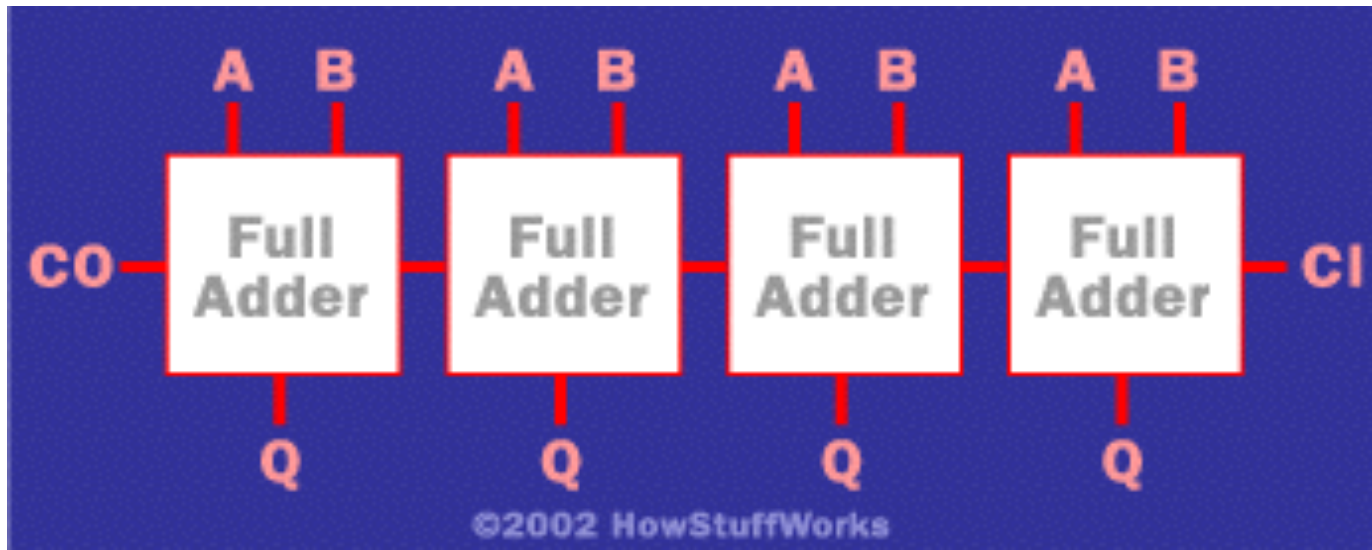 A B A B A B A B
CO Full Adder Full Adder Full Adder Full Adder CI
Q Q Q Q
©2002 HowStuffWorks